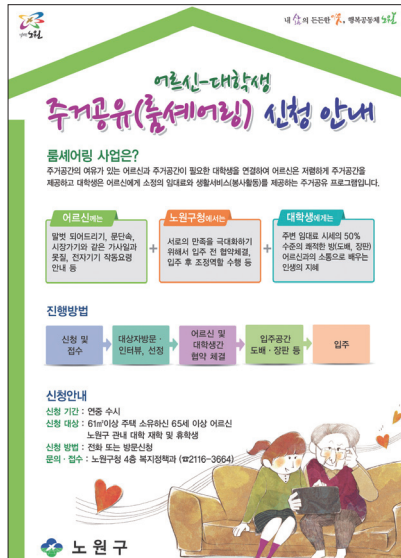 노원
내 삶의 든든한 이웃, 행복공동체 노원
어르신-대학생
주거공유(룸셰어링) 신청 안내
룸셰어링 사업은?
주거공간의 여유가 있는 어르신과 주거공간이 필요한 대학생을 연결하여 어르신은 저렴하게 주거공간을
제공하고 대학생은 어르신에게 소정의 임대료와 생활서비스(봉사활동)를 제공하는 주거공유 프로그램입니다.
어르신께는
말벗 되어드리기, 문단속,
시장가기와 같은 가사일과
못질, 전자기기 작동요령
안내 등
+
노원구청에서는
서로의 만족을 극대화하기
위해서 입주 전 협약체결,
입주 후 조정역할 수행 등
+
대학생에게는
주변 임대료 시세의 50%
수준의 쾌적한 방(도배, 장판)
어르신과의 소통으로 배우는
인생의 지혜
진행방법
신청 및
접수
대상자방문·
인터뷰, 선정
어르신 및
대학생간
협약 체결
입주공간
도배·장판 등
입주
신청안내
신청 기간 : 연중 수시
신청 대상 : 61㎡이상 주택 소유하신 65세 이상 어르신
노원구 관내 대학 재학 및 휴학생
신청 방법 : 전화 또는 방문신청
문의·접수 : 노원구청 4층 복지정책과 (☎2116-3664)
노원구